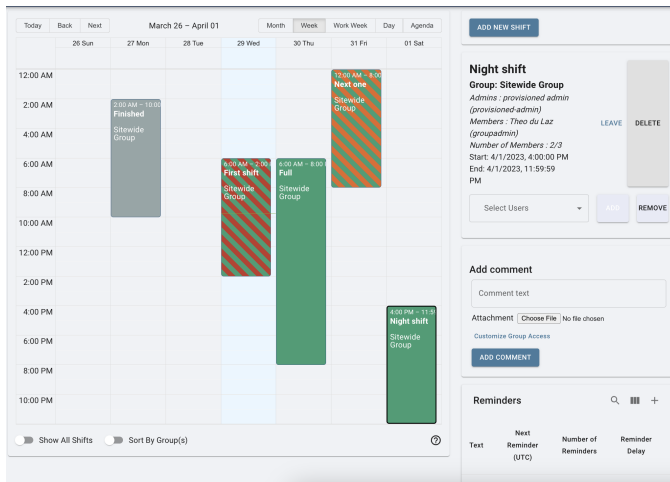 Today Back Next March 26 – April 01 Month Week Work Week Day Agenda
26 Sun 27 Mon 28 Tue 29 Wed 30 Thu 31 Fri 01 Sat
12:00 AM
2:00 AM
4:00 AM
6:00 AM
8:00 AM
10:00 AM
12:00 PM
2:00 PM
4:00 PM
6:00 PM
8:00 PM
10:00 PM
2:00 AM – 10:00
Finished
Sitewide
Group
6:00 AM – 2:00
First shift
Sitewide
Group
6:00 AM – 8:00
Full
Sitewide
Group
12:00 AM – 8:00
Next one
Sitewide
Group
4:00 PM – 11:59
Night shift
Sitewide
Group
Show All Shifts Sort By Group(s)
ADD NEW SHIFT
Night shift
Group: Sitewide Group
Admins : provisioned admin
(provisioned-admin)
Members : Theo du Laz
(groupadmin)
Number of Members : 2/3
Start: 4/1/2023, 4:00:00 PM
End: 4/1/2023, 11:59:59
PM
LEAVE DELETE
Select Users ADD REMOVE
Add comment
Comment text
Attachment Choose File No file chosen
Customize Group Access
ADD COMMENT
Reminders
Text
Next
Reminder
(UTC)
Number of
Reminders
Reminder
Delay